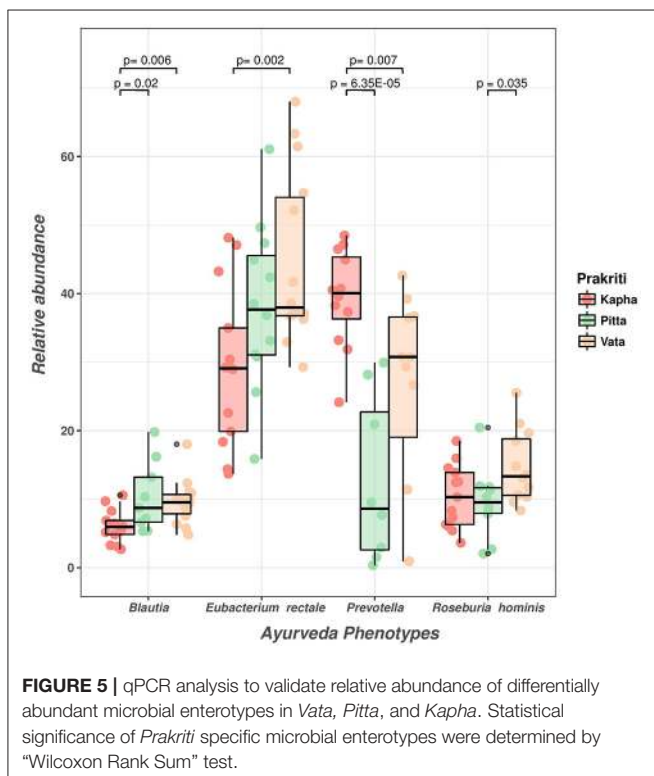 p= 0.006 p= 0.002 p= 0.007
p = 0.02 p = 6.35E-05 p = 0.035
60
40
20
0
Relative abundance
Blautia Eubacterium rectale Prevotella Roseburia hominis
Ayurveda Phenotypes
Prakriti
Kapha
Pitta
Vata
FIGURE 5 | qPCR analysis to validate relative abundance of differentially
abundant microbial enterotypes in Vata, Pitta, and Kapha. Statistical
significance of Prakriti specific microbial enterotypes were determined by
“Wilcoxon Rank Sum” test.